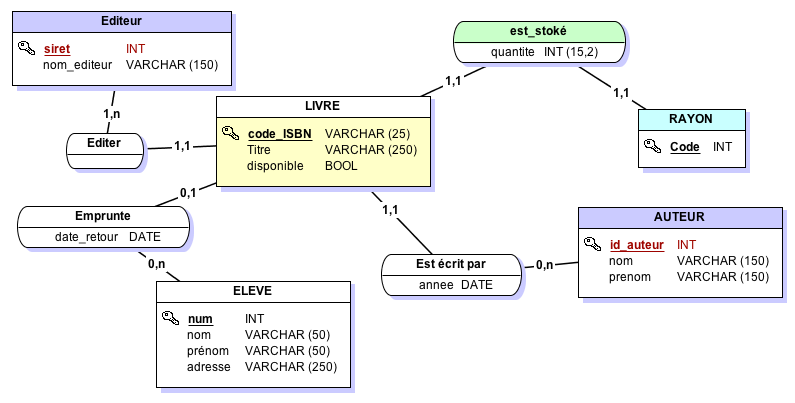 Editeur
siret INT
nom_editeur VARCHAR (150)
est_stoké
quantite INT (15,2)
1,1
1,1
1,n
LIVRE
code_ISBN VARCHAR (25)
Titre VARCHAR (250)
disponible BOOL
RAYON
Code INT
Editer
1,1
0,1
1,1
Emprunte
date_retour DATE
AUTEUR
id_auteur INT
nom VARCHAR (150)
prenom VARCHAR (150)
0,n
Est écrit par
annee DATE
0,n
ELEVE
num INT
nom VARCHAR (50)
prénom VARCHAR (50)
adresse VARCHAR (250)